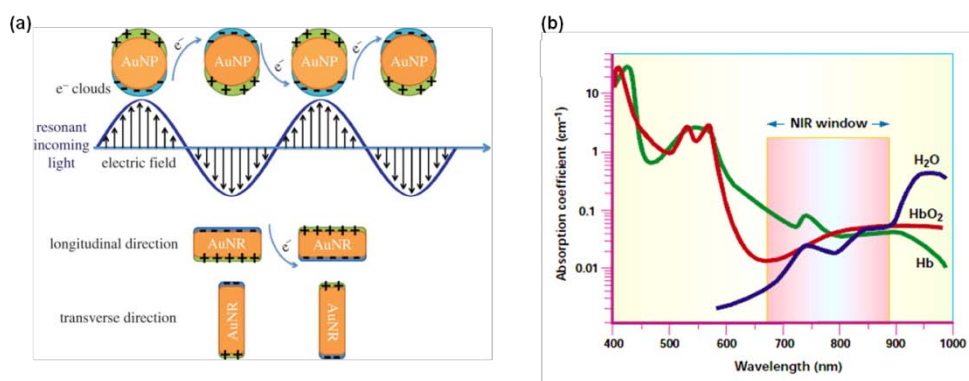 (a)
AuNP
AuNP
AuNP
AuNP
e⁻
e⁻
e⁻
e⁻ clouds
resonant
incoming
light
electric field
longitudinal direction
AuNR
e⁻
AuNR
transverse direction
AuNR
AuNR
(b)
NIR window
H₂O
HbO₂
Hb
Absorption coefficient (cm⁻¹)
10
1
0.1
0.01
400
500
600
700
800
900
1000
Wavelength (nm)